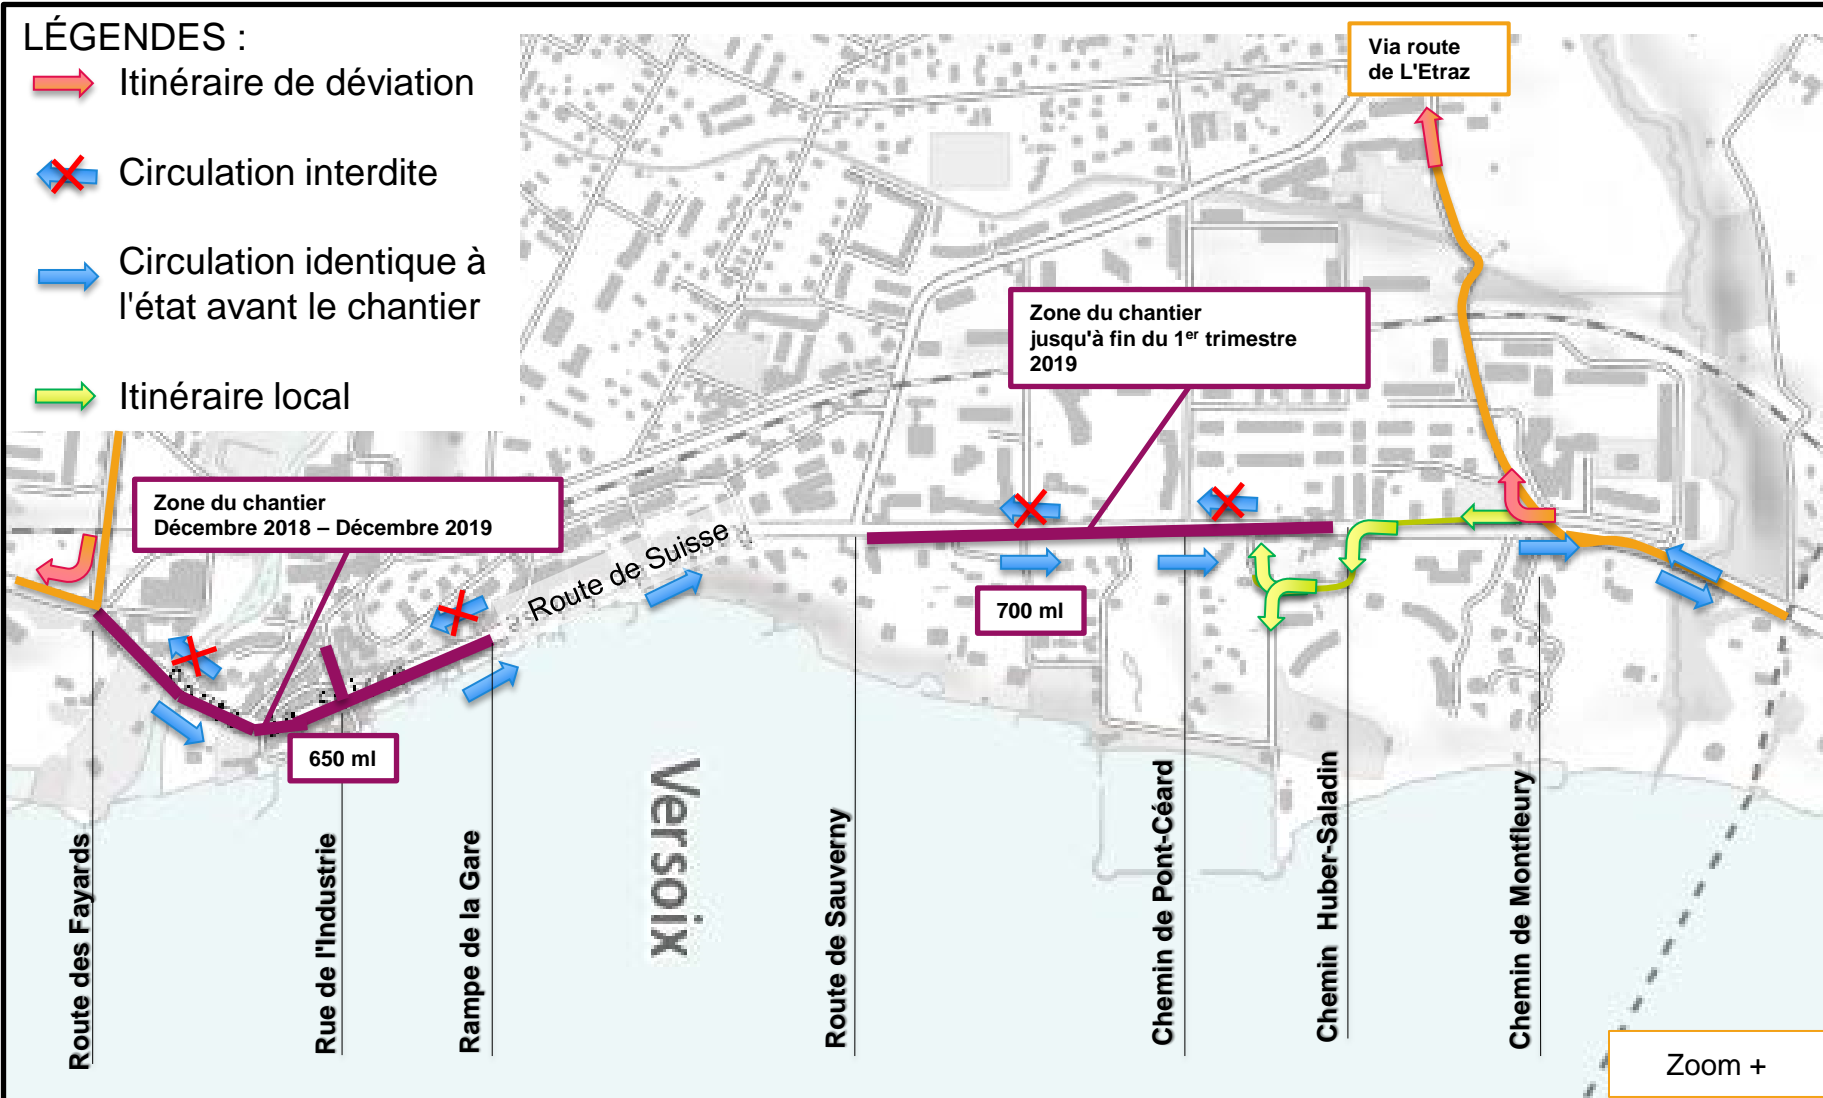 LÉGENDES :
Itinéraire de déviation
Circulation interdite
Circulation identique à
l'état avant le chantier
Itinéraire local
Via route
de L'Etraz
Zone du chantier
jusqu'à fin du 1er trimestre
2019
Zone du chantier
Décembre 2018 – Décembre 2019
Route de Suisse
700 ml
650 ml
Versoix
Route des Fayards
Rue de l'Industrie
Rampe de la Gare
Route de Sauverny
Chemin de Pont-Céard
Chemin Huber-Saladin
Chemin de Montfleury
Zoom +